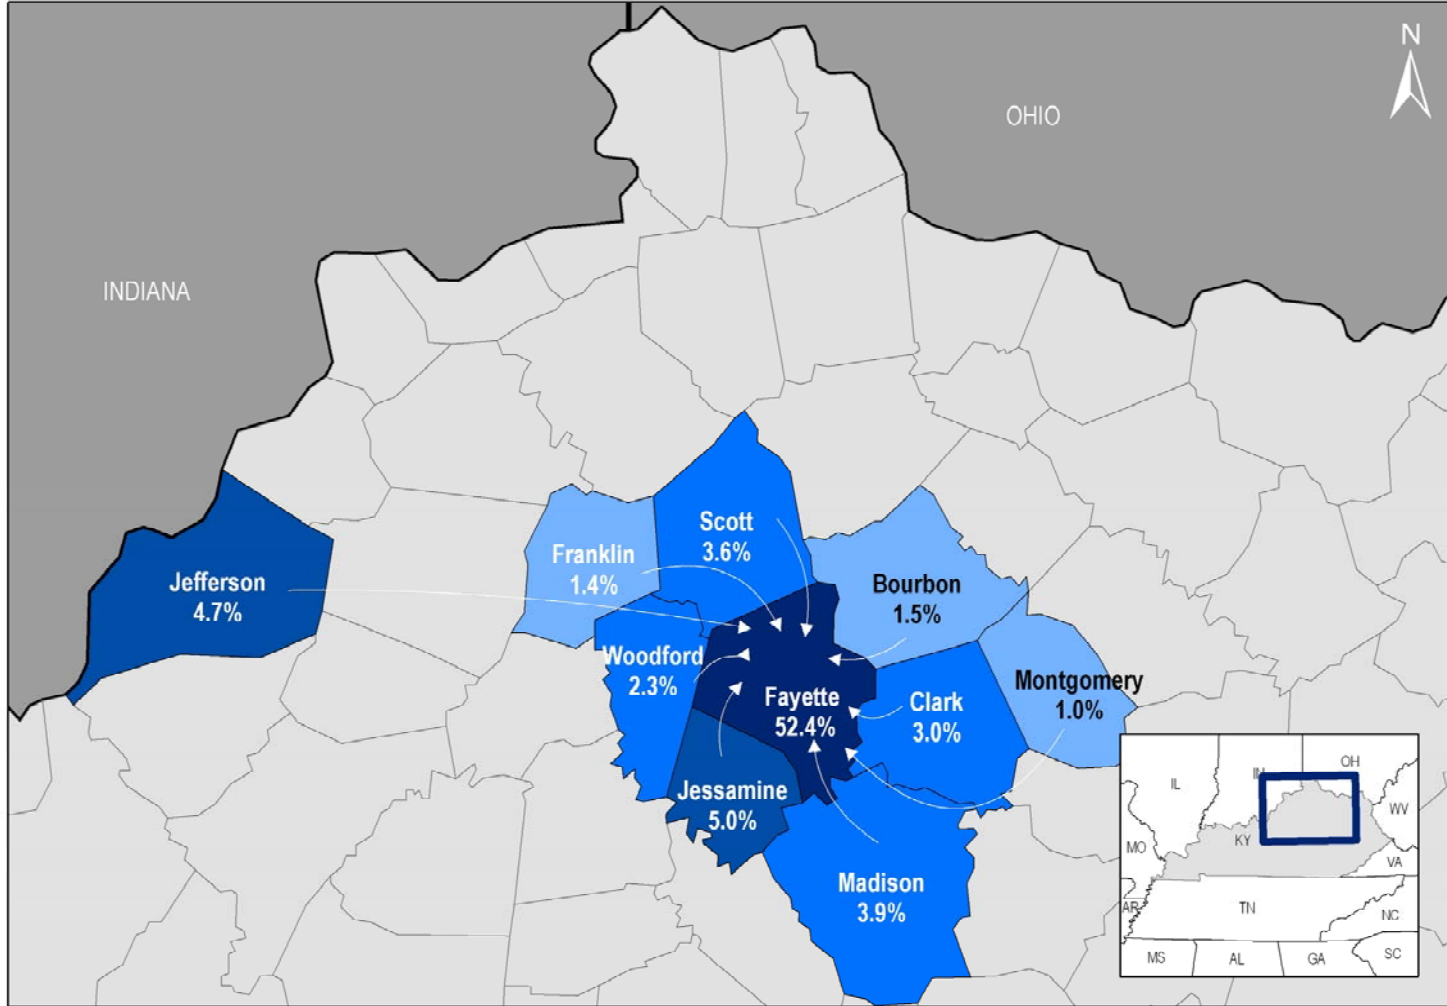 N
OHIO
INDIANA
Scott
3.6%
Franklin
1.4%
Jefferson
4.7%
Bourbon
1.5%
Woodford
2.3%
Fayette
52.4%
Clark
3.0%
Montgomery
1.0%
Jessamine
5.0%
Madison
3.9%
IL
IN
OH
WV
KY
MO
VA
AR
TN
NC
MS
AL
GA
SC